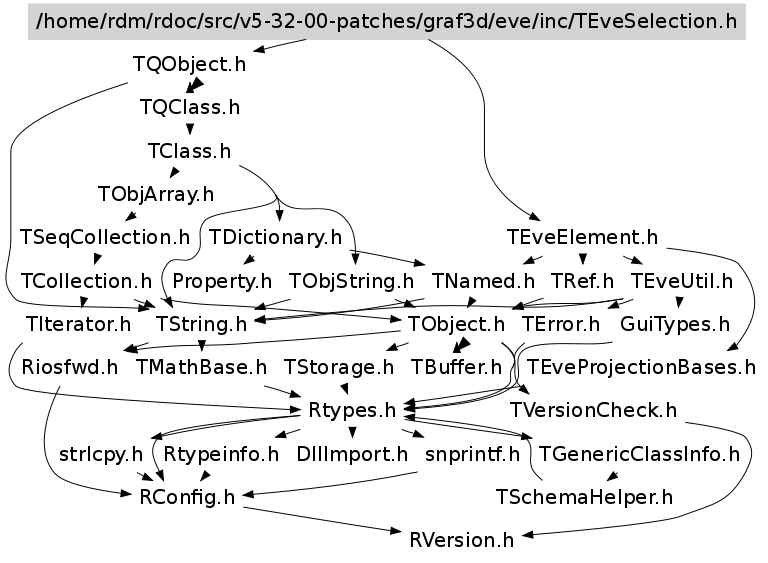 /home/rdm/rdoc/src/v5-32-00-patches/graf3d/eve/inc/TEveSelection.h
TQObject.h
TQClass.h
TClass.h
TObjArray.h
TSeqCollection.h TDictionary.h TEveElement.h
TCollection.h Property.h TObjString.h TNamed.h TRef.h TEveUtil.h
TIterator.h TString.h TObject.h TError.h GuiTypes.h
Riosfwd.h TMathBase.h TStorage.h TBuffer.h TEveProjectionBases.h
Rtypes.h TVersionCheck.h
strlcpy.h Rtypeinfo.h DllImport.h snprintf.h TGenericClassInfo.h
RConfig.h TSchemaHelper.h
RVersion.h